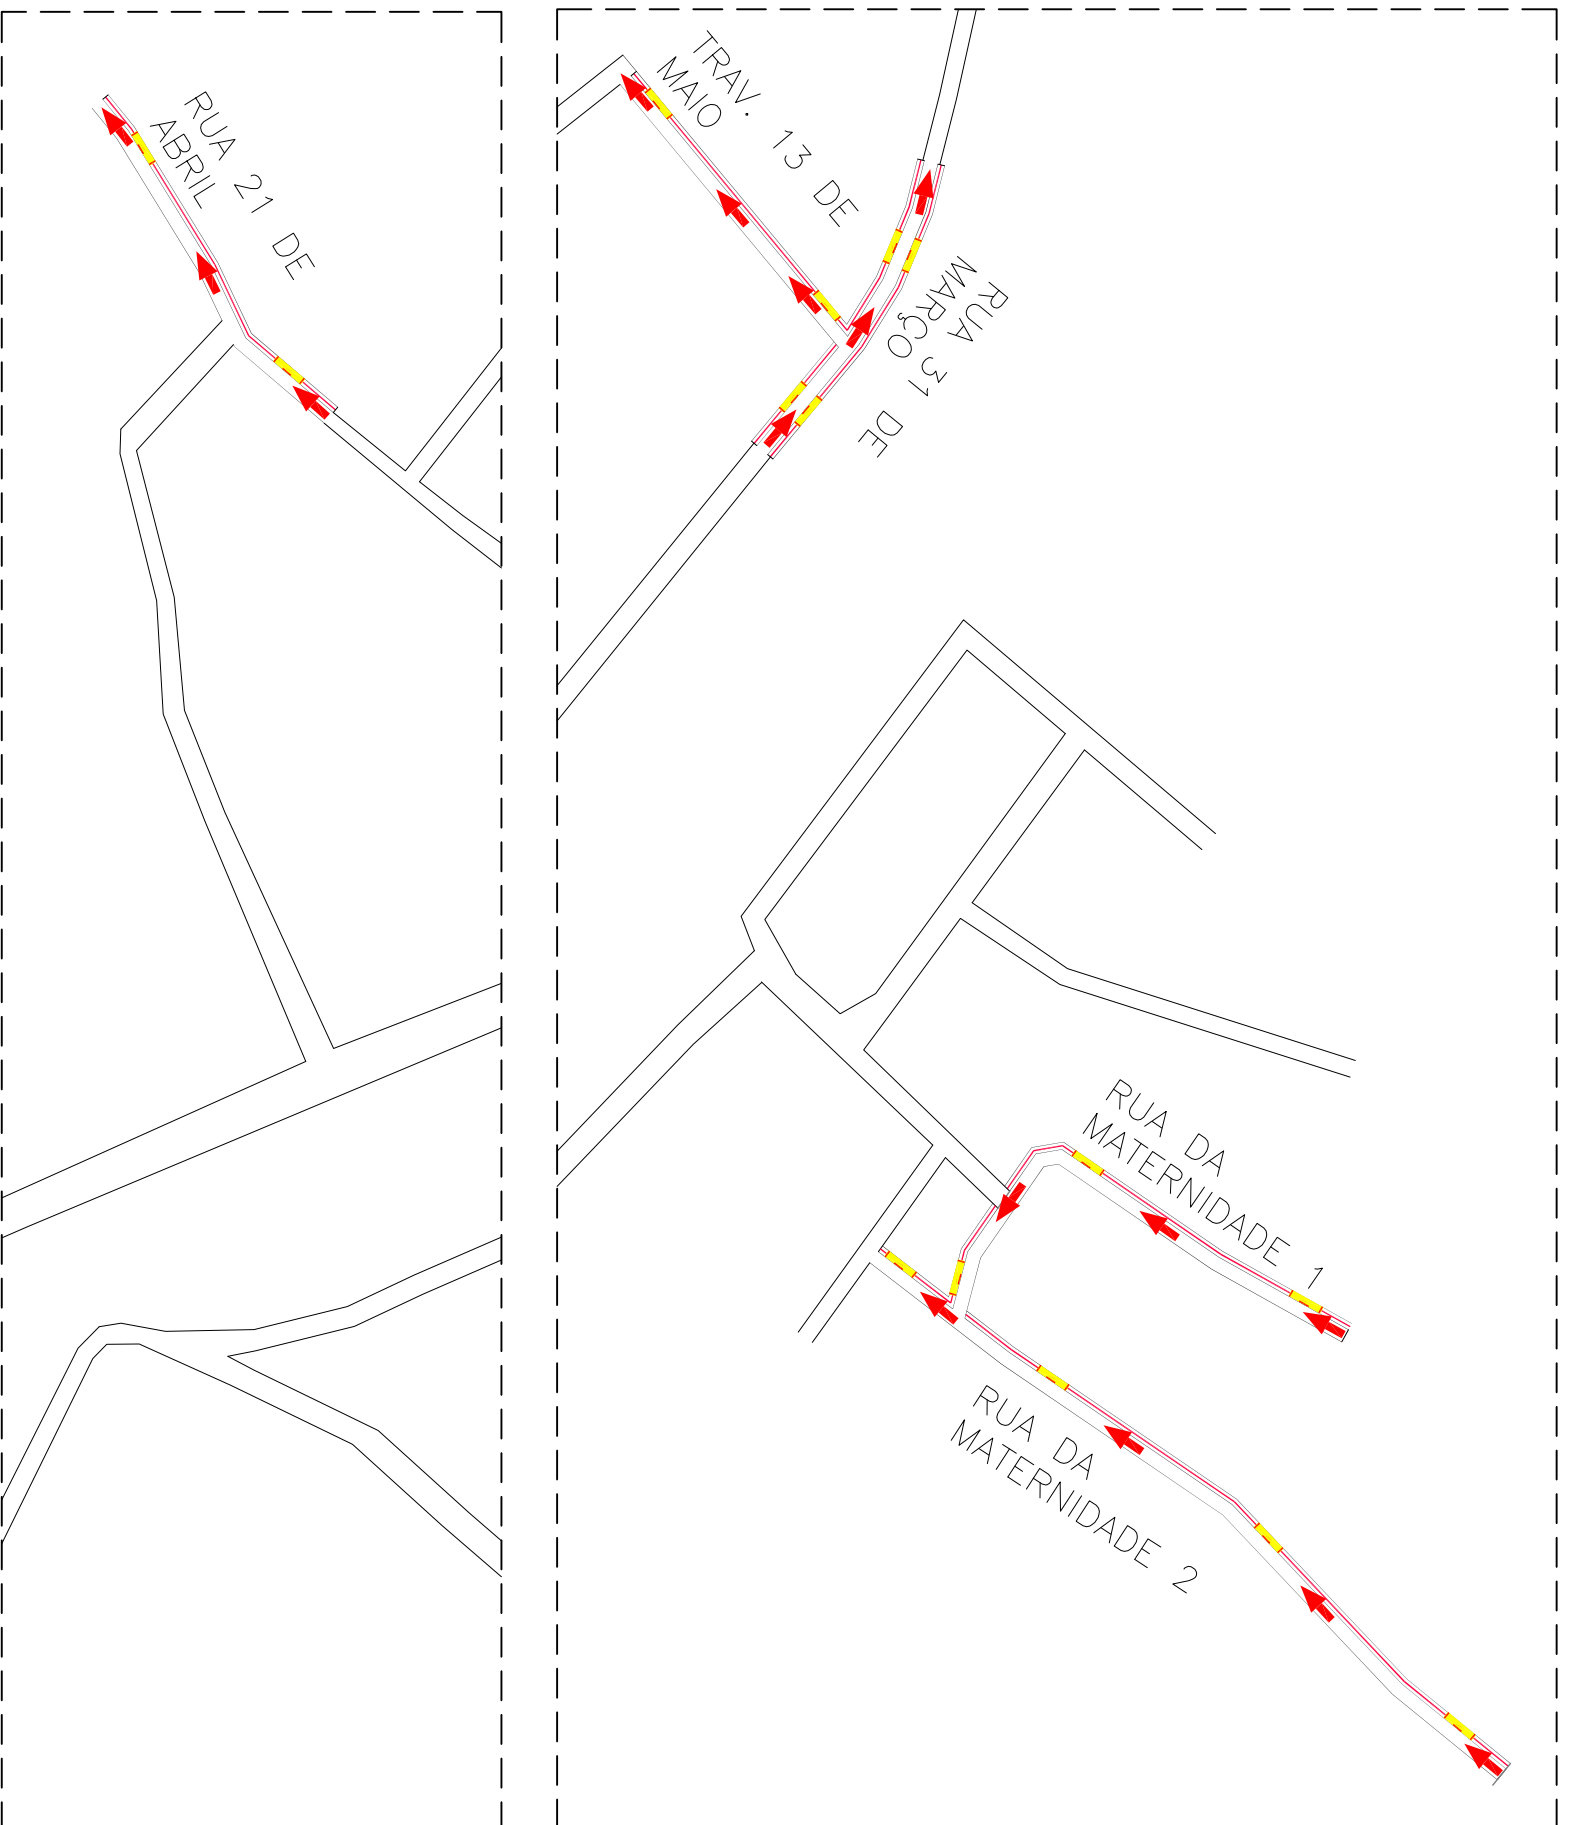 RUA 21 DE
ABRIL
TRAV. 13 DE
MAIO
RUA 31 DE
MARÇO
RUA DA
MATERNIDADE 1
RUA DA
MATERNIDADE 2